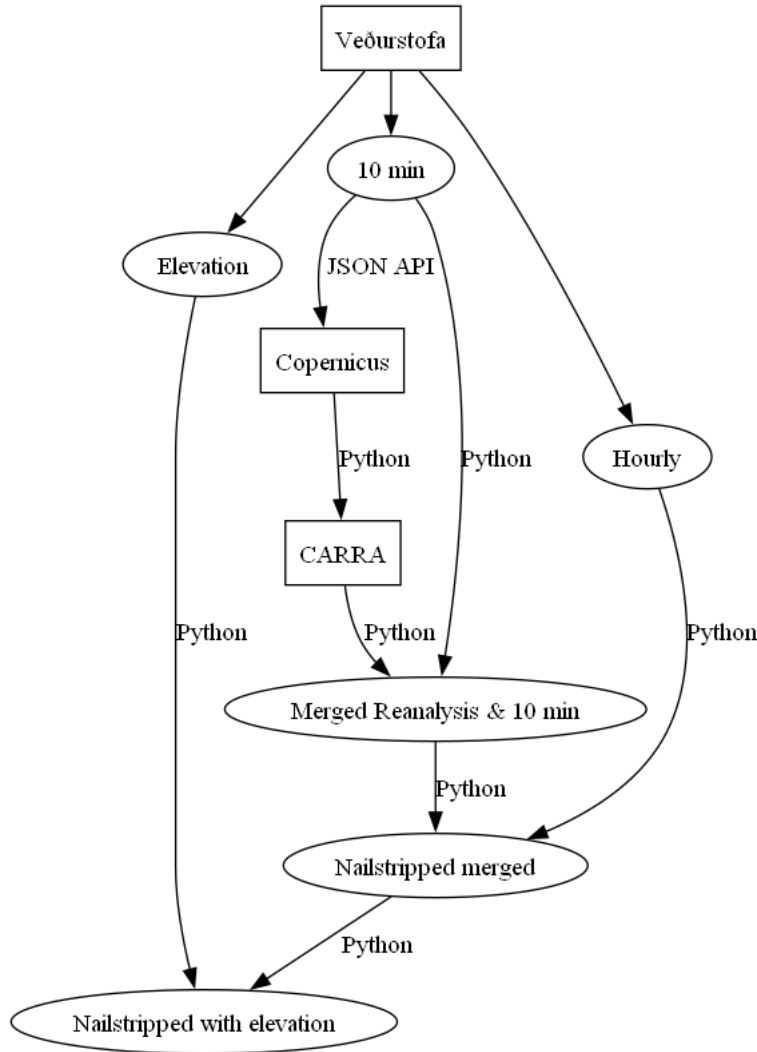 Veðurstofa
10 min
Elevation
JSON API
Copernicus
Python
Python
Hourly
CARRA
Python
Python
Python
Merged Reanalysis & 10 min
Python
Nailstripped merged
Python
Nailstripped with elevation